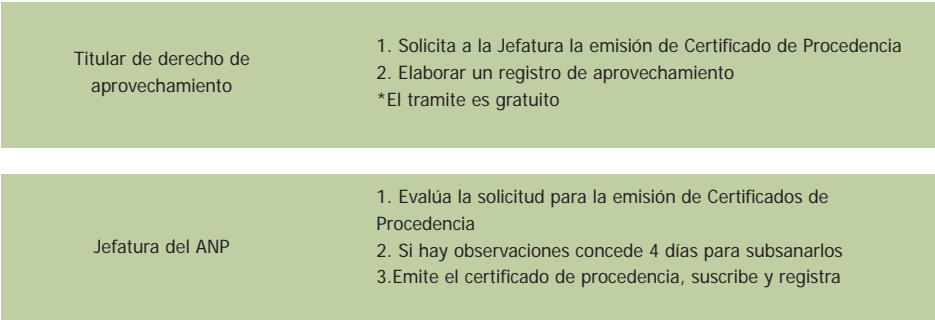 Titular de derecho de
aprovechamiento
1. Solicita a la Jefatura la emisión de Certificado de Procedencia
2. Elaborar un registro de aprovechamiento
*El tramite es gratuito
Jefatura del ANP
1. Evalúa la solicitud para la emisión de Certificados de
Procedencia
2. Si hay observaciones concede 4 días para subsanarlos
3.Emite el certificado de procedencia, suscribe y registra